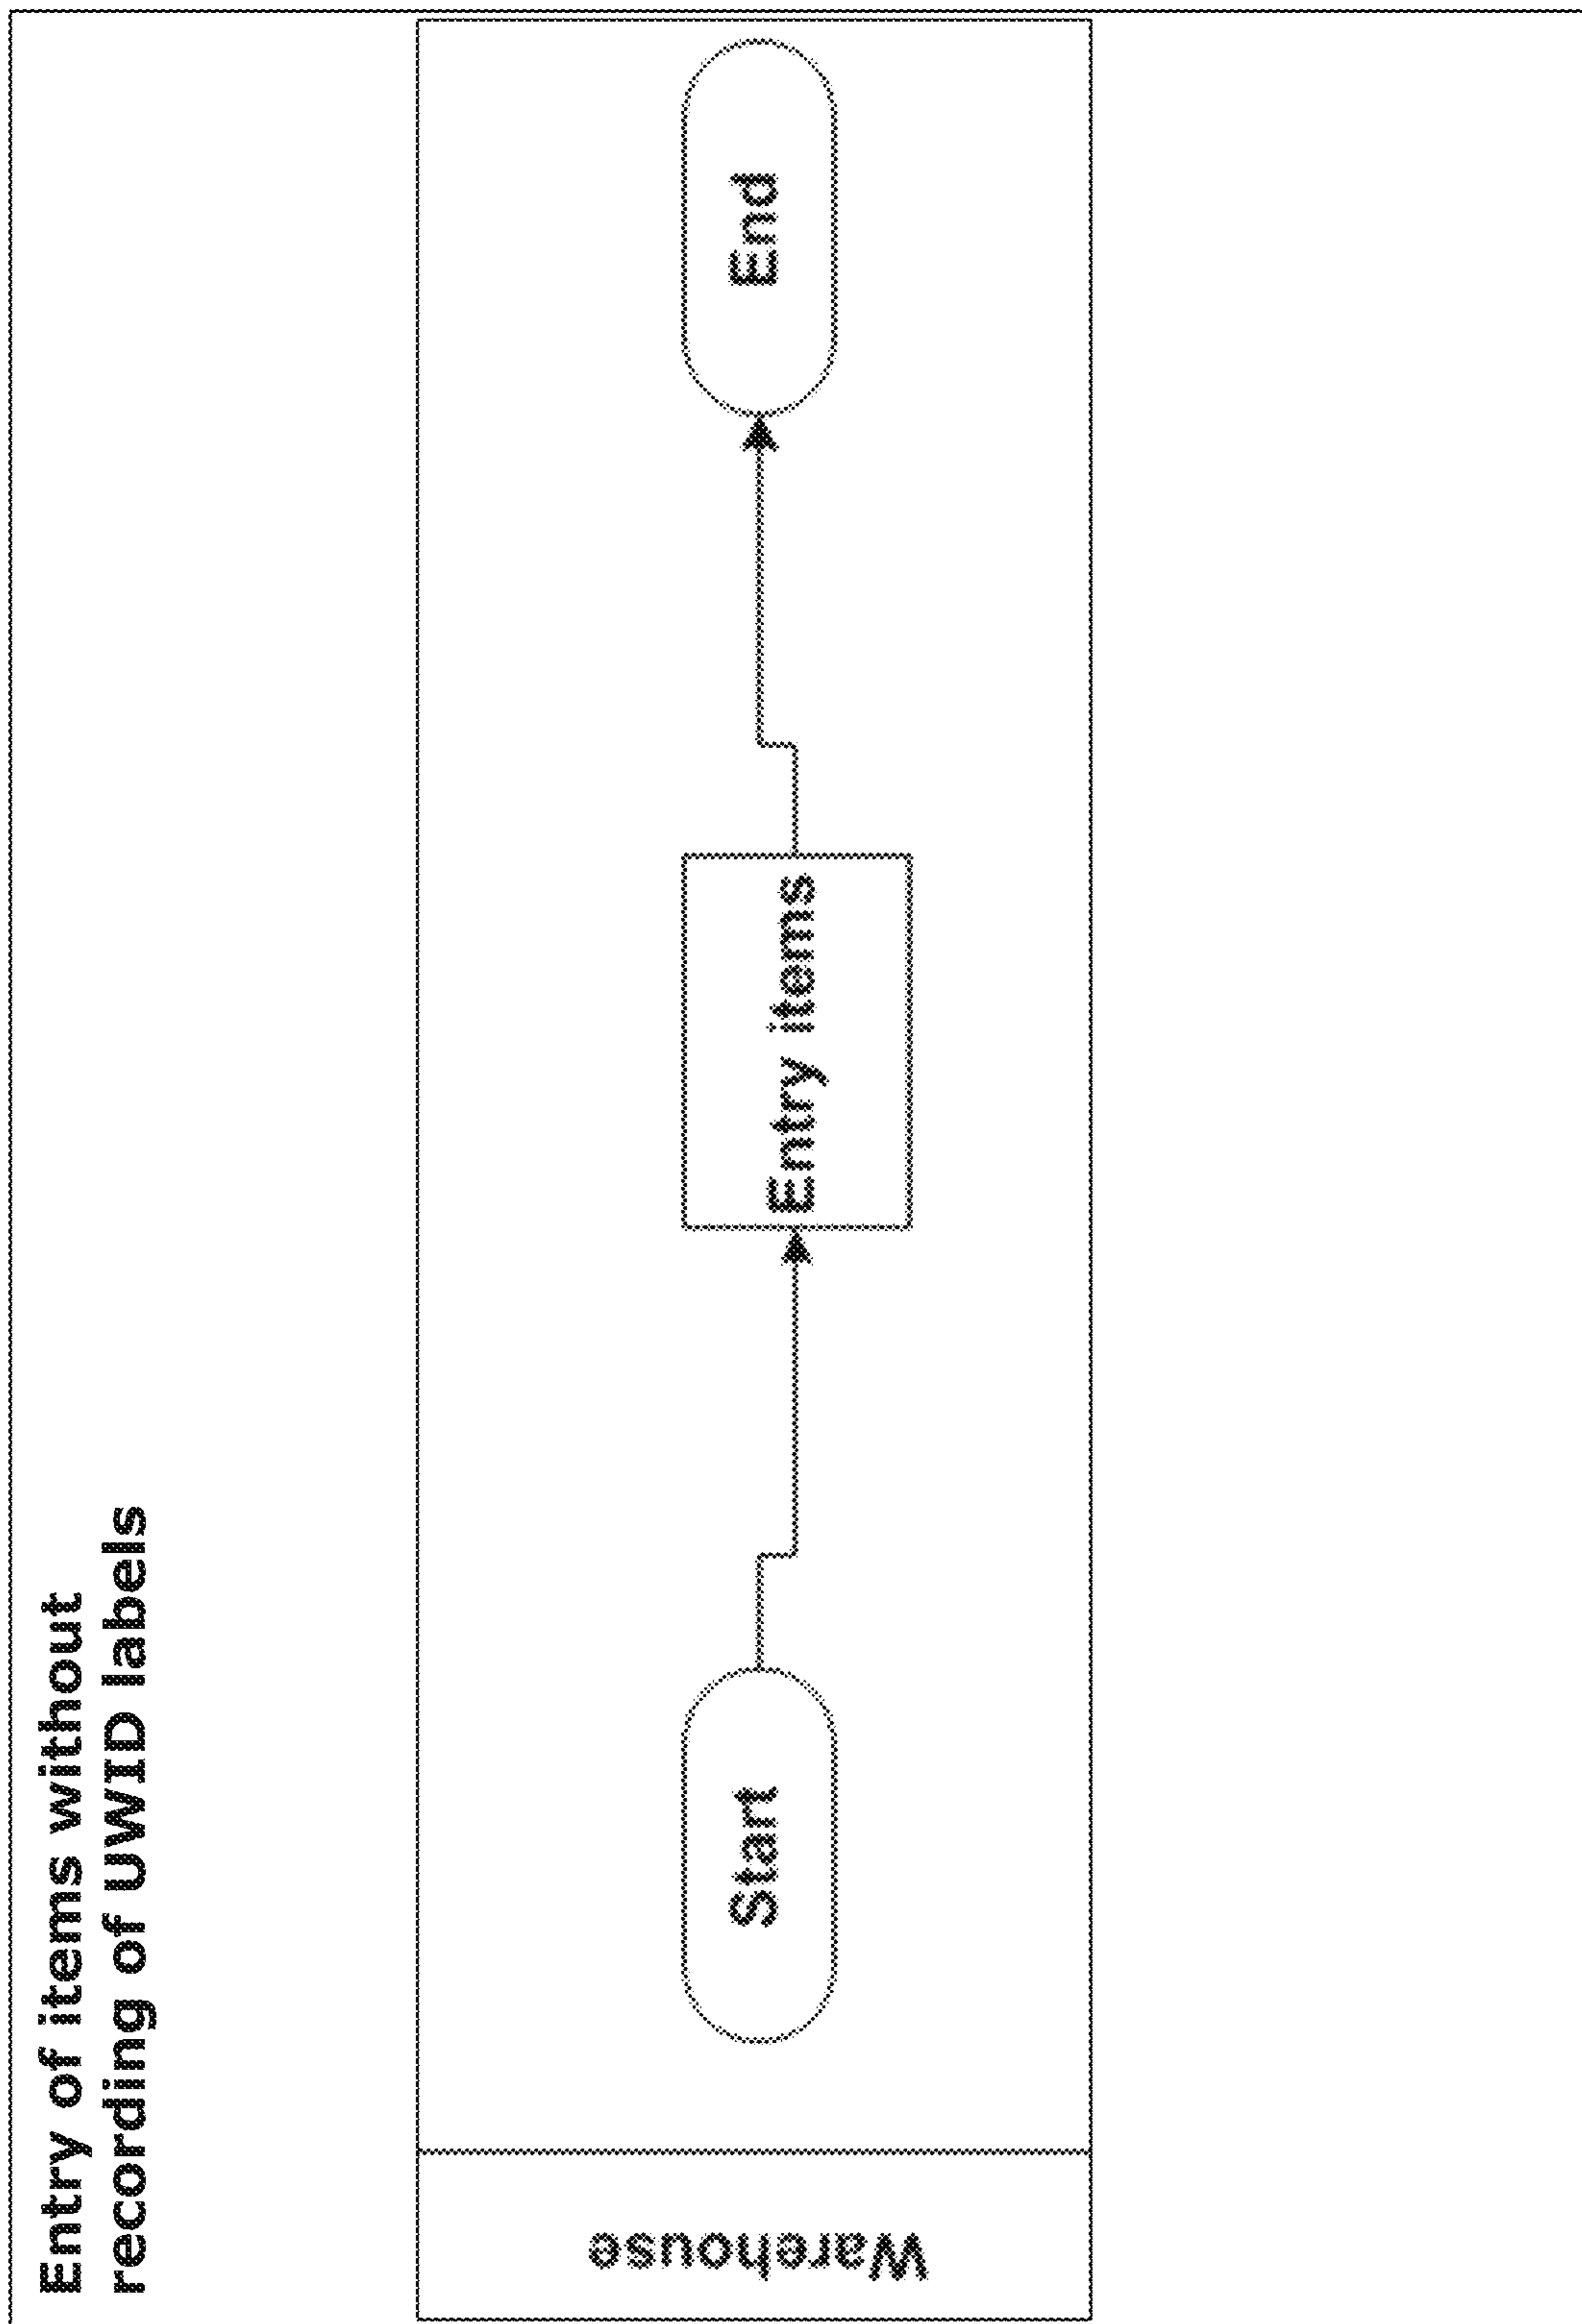 Entry of items without
recording of UWID labels
Warehouse
Start
Entry items
End